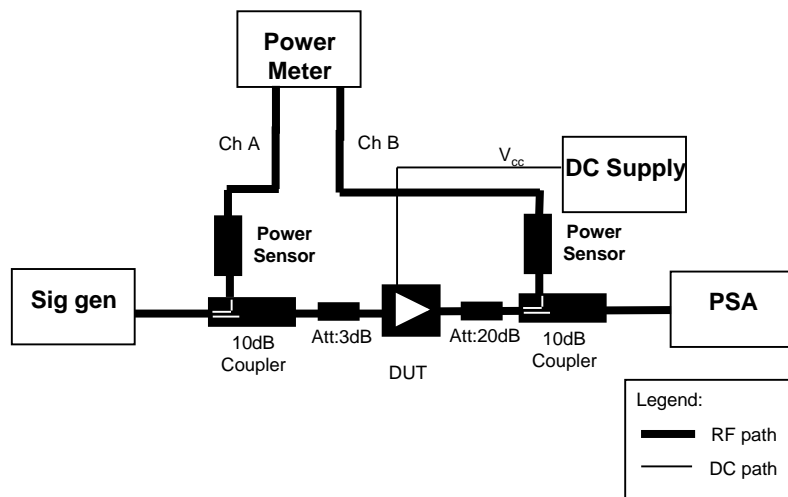 Power
Meter
Ch A
Ch B
V_cc
DC Supply
Power
Sensor
Power
Sensor
Sig gen
PSA
10dB
Coupler
Att:3dB
DUT
Att:20dB
10dB
Coupler
Legend:
RF path
DC path